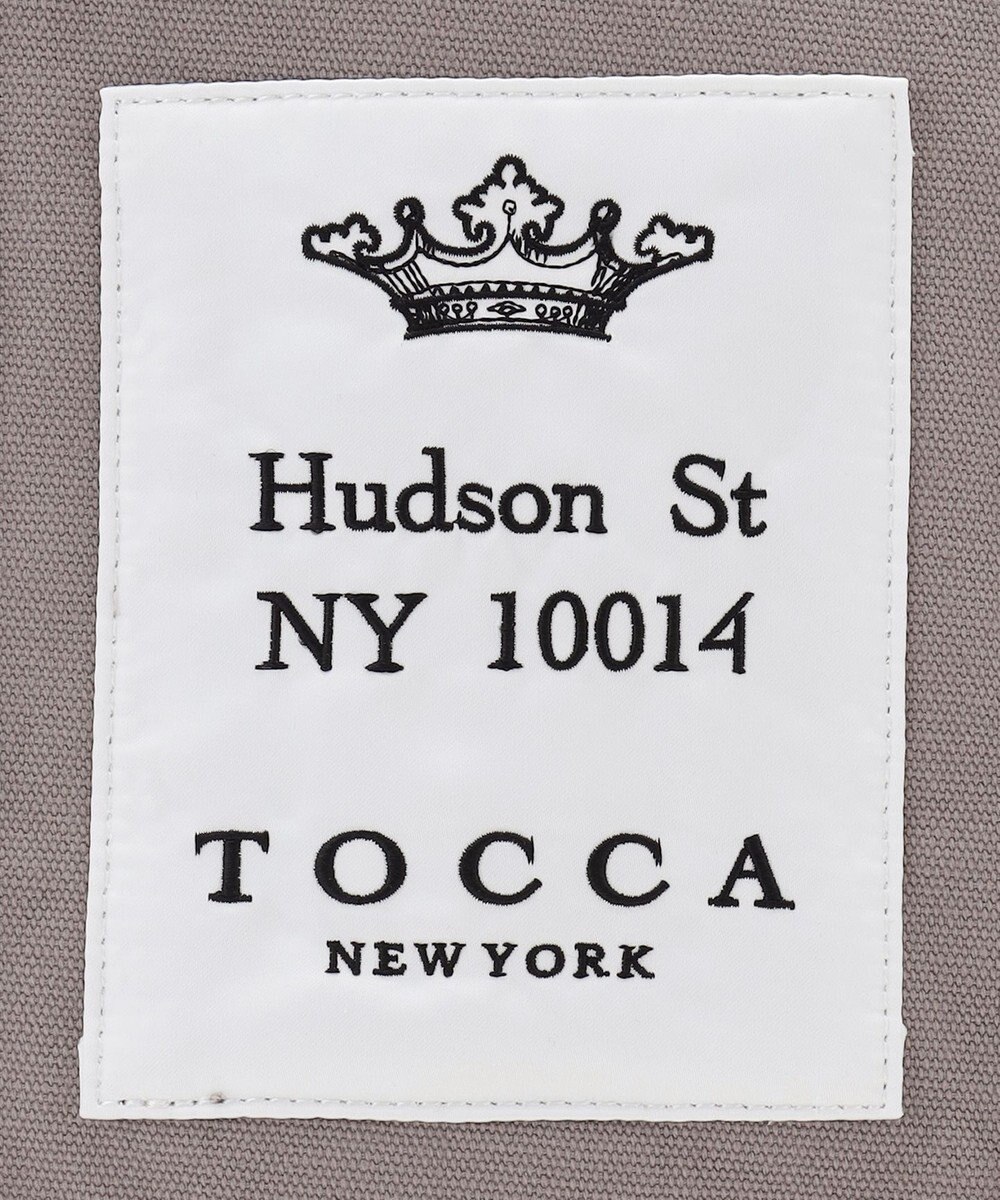 Hudson St
NY 10014
TOCCA
NEW YORK